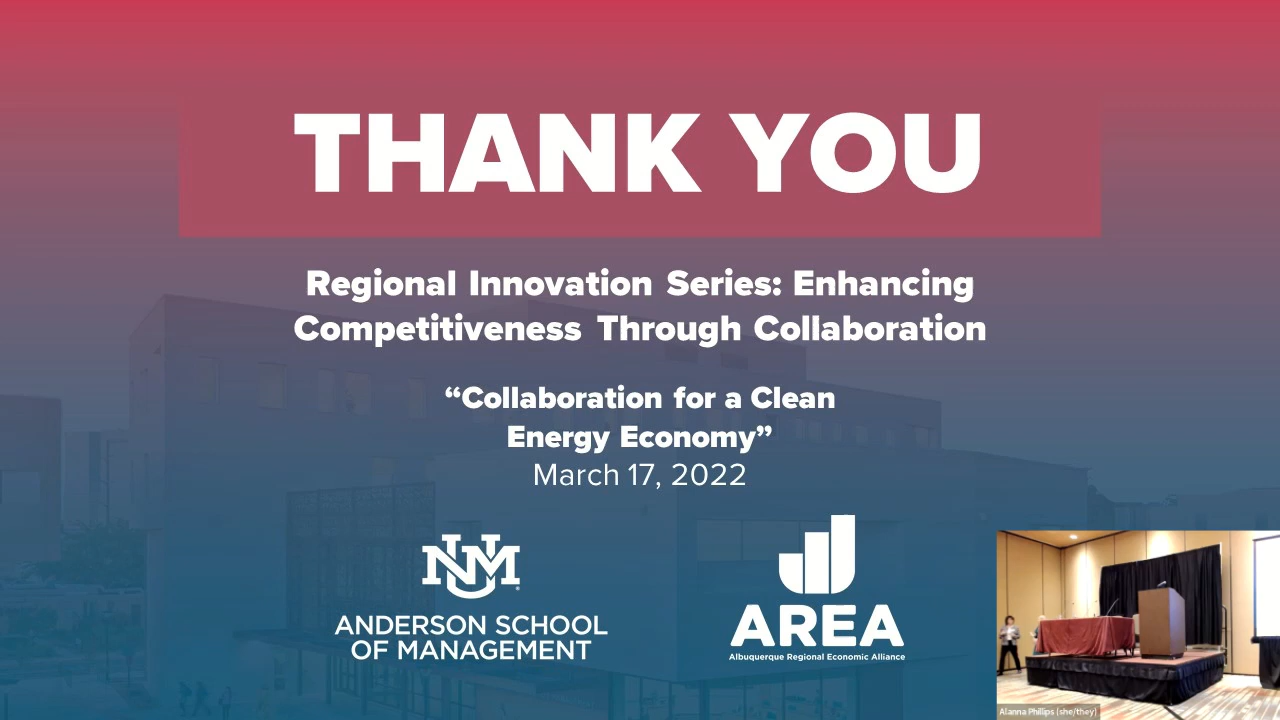 THANK YOU
Regional Innovation Series: Enhancing
Competitiveness Through Collaboration
“Collaboration for a Clean
Energy Economy”
March 17, 2022
UNM
ANDERSON SCHOOL
OF MANAGEMENT
AREA
Albuquerque Regional Economic Alliance
Alanna Phillips (she/they)